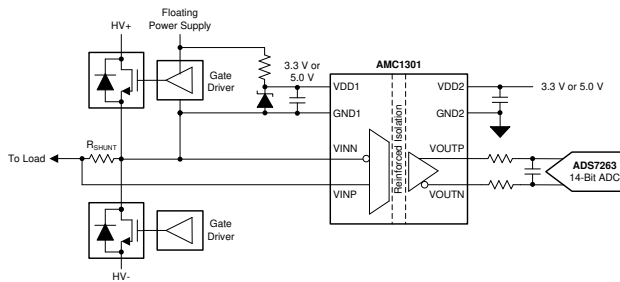 Floating
Power Supply
HV+
Gate
Driver
3.3 V or
5.0 V
AMC1301
VDD1
VDD2
3.3 V or 5.0 V
GND1
GND2
RSHUNT
To Load
VINN
VINP
Reinforced Isolation
VOUTP
VOUTN
ADS7263
14-Bit ADC
Gate
Driver
HV-